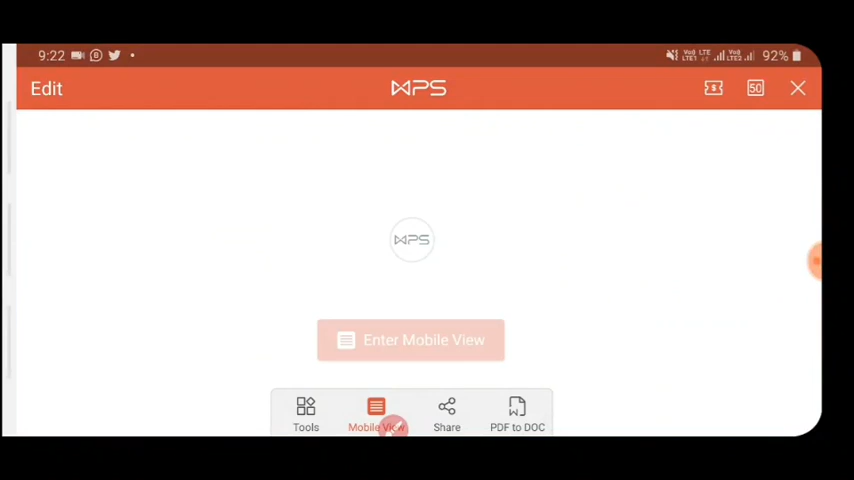 9:22 92%
Edit WPS 50
WPS
Enter Mobile View
Tools Mobile View Share PDF to DOC